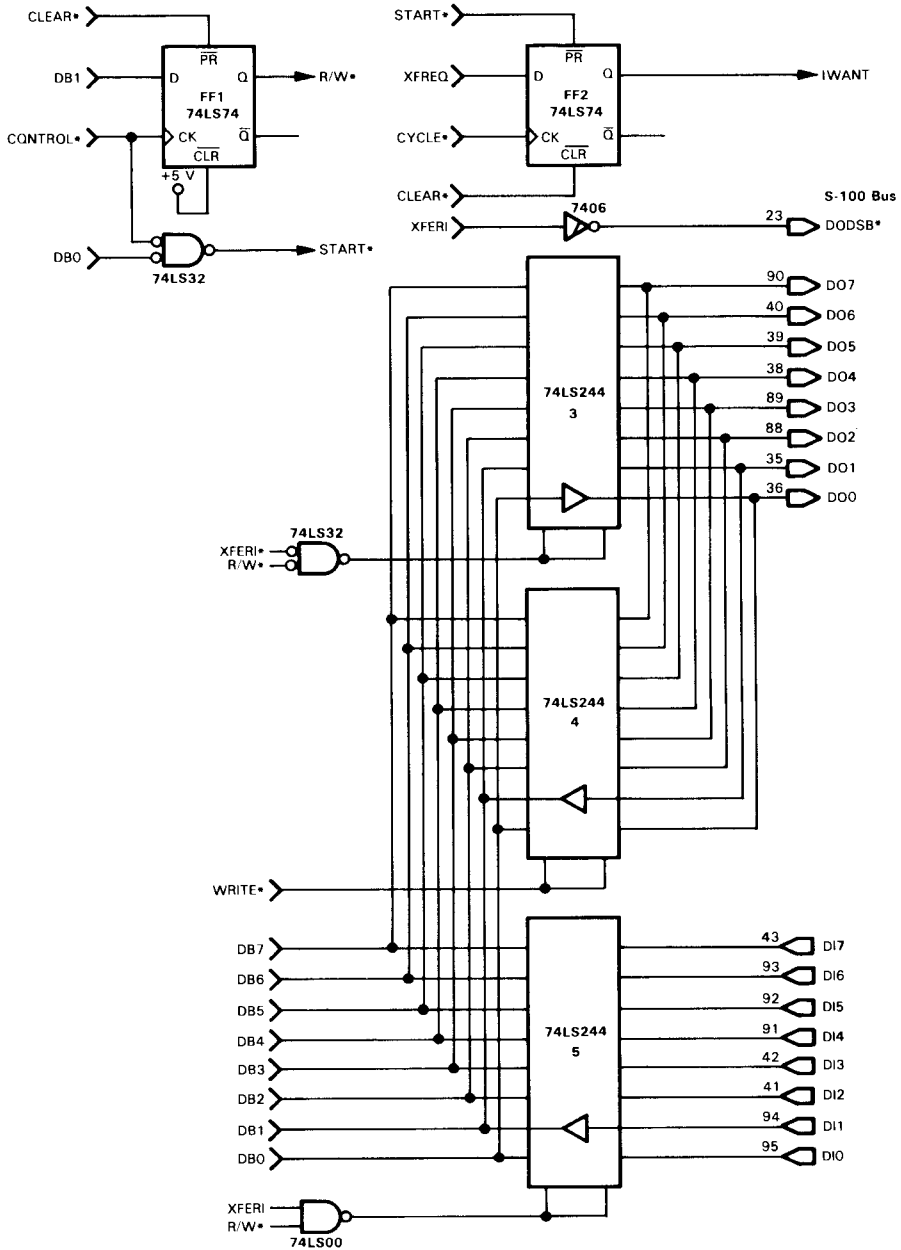 CLEAR*
PR
DB1
D
Q
R/W*
FF1
74LS74
CONTROL*
CK
Q
CLR
+5 V
DB0
74LS32
START*
START*
PR
XFREQ
D
Q
IWANT
FF2
74LS74
CYCLE*
CK
Q
CLR
CLEAR*
S-100 Bus
7406
XFERI
23
DODSB*
90
DO7
40
DO6
39
DO5
38
DO4
74LS244
3
89
DO3
88
DO2
35
DO1
36
DO0
74LS32
XFERI*
R/W*
74LS244
4
WRITE*
DB7
43
DI7
DB6
93
DI6
DB5
92
DI5
DB4
91
DI4
74LS244
5
DB3
42
DI3
DB2
41
DI2
DB1
94
DI1
DB0
95
DI0
XFERI
R/W*
74LS00